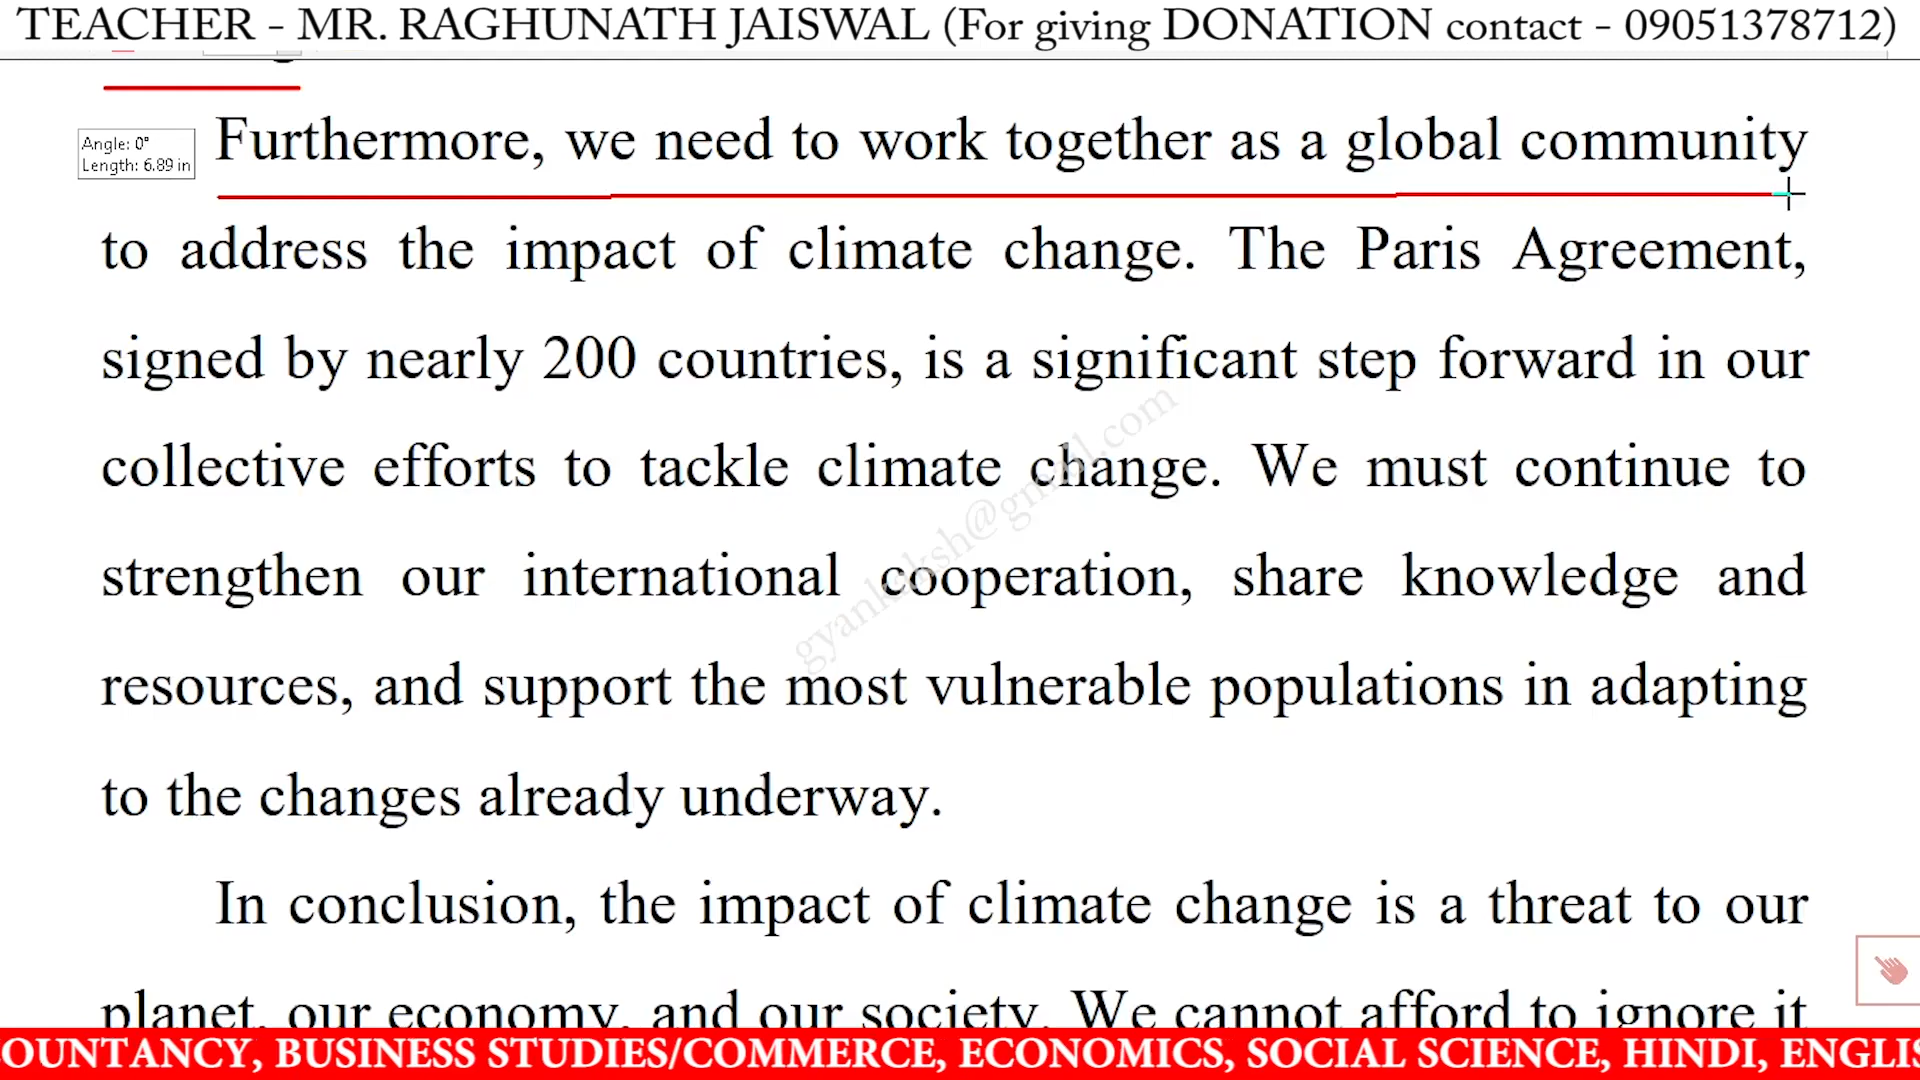 TEACHER - MR. RAGHUNATH JAISWAL (For giving DONATION contact - 09051378712)
Angle: 0°
Length: 6.89 in
Furthermore, we need to work together as a global community
to address the impact of climate change. The Paris Agreement,
signed by nearly 200 countries, is a significant step forward in our
collective efforts to tackle climate change. We must continue to
strengthen our international cooperation, share knowledge and
resources, and support the most vulnerable populations in adapting
to the changes already underway.
In conclusion, the impact of climate change is a threat to our
planet, our economy, and our society. We cannot afford to ignore it
OUNTANCY, BUSINESS STUDIES/COMMERCE, ECONOMICS, SOCIAL SCIENCE, HINDI, ENGLIS